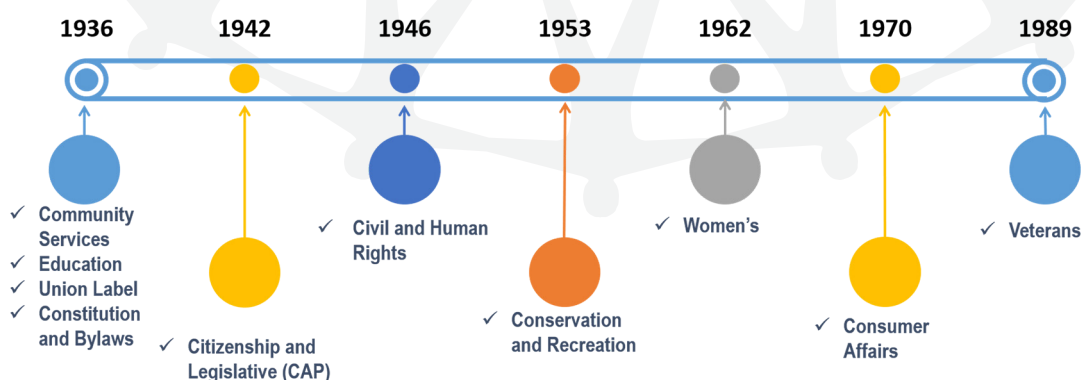 1936 1942 1946 1953 1962 1970 1989
✓ Community
Services
✓ Education
✓ Union Label
✓ Constitution
and Bylaws
✓ Citizenship and
Legislative (CAP)
✓ Civil and Human
Rights
✓ Conservation
and Recreation
✓ Women’s
✓ Consumer
Affairs
✓ Veterans